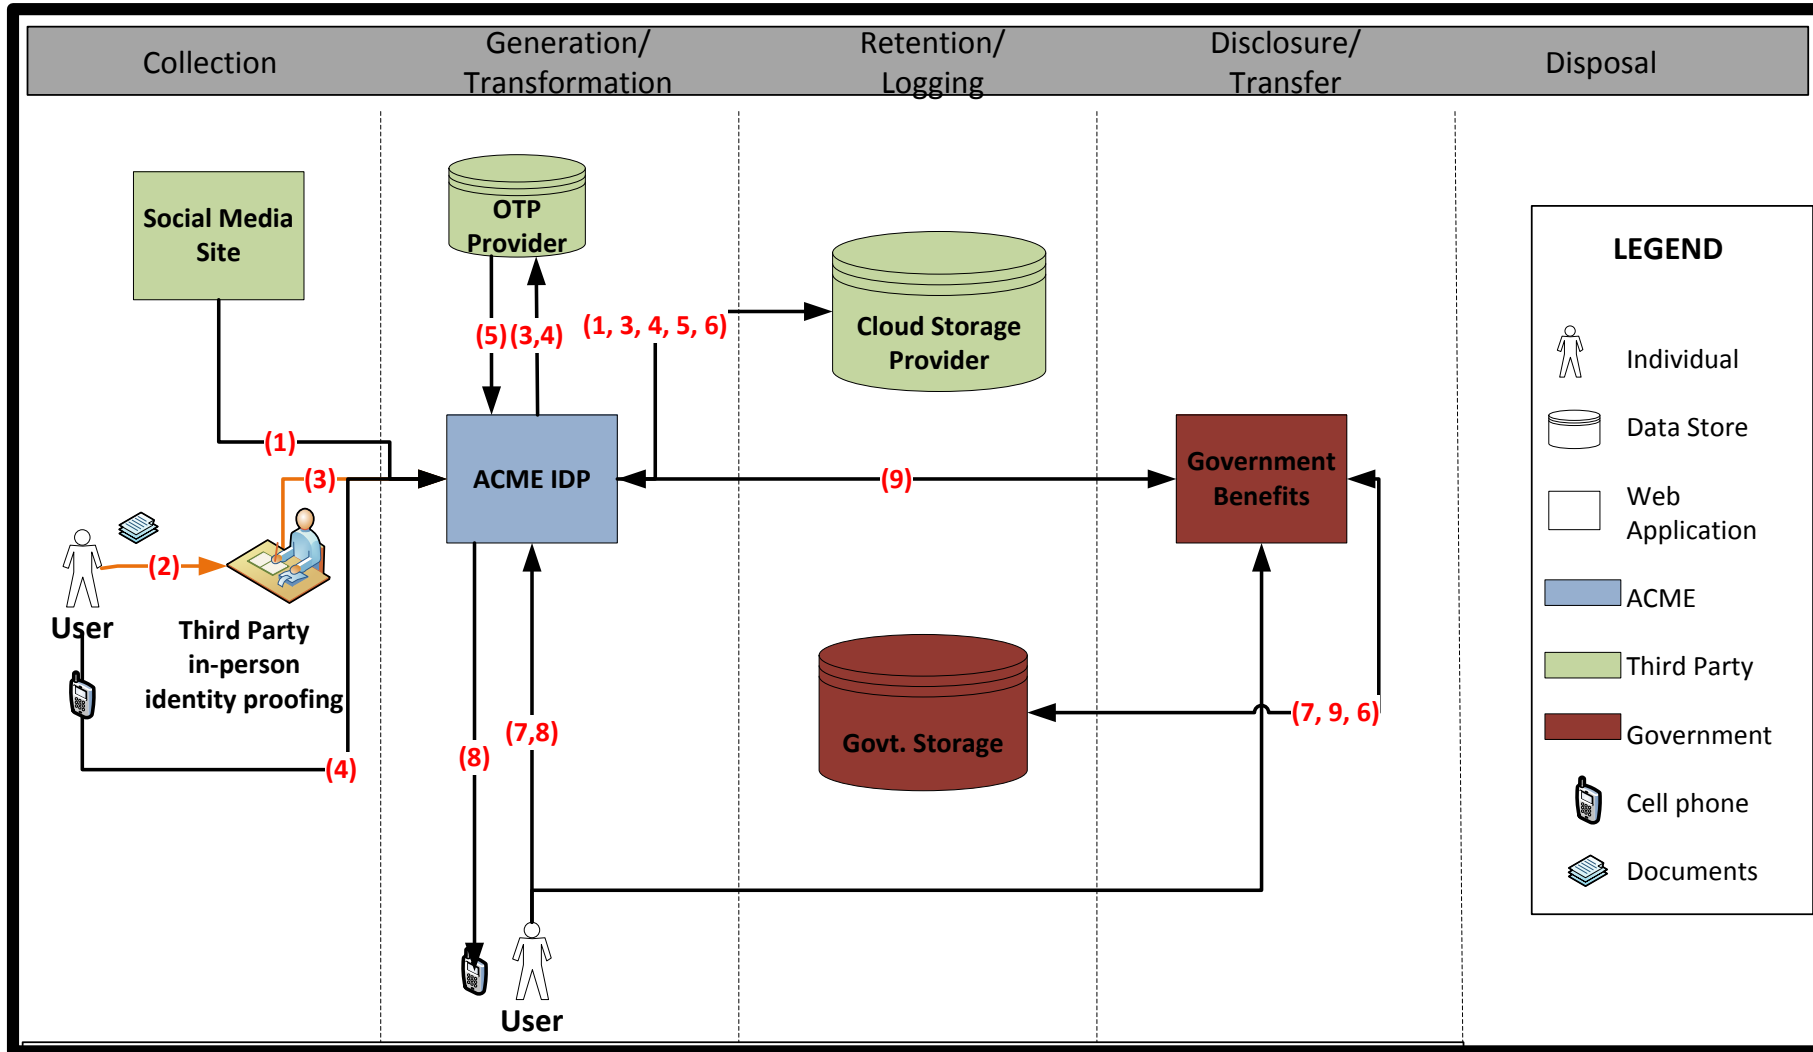 Collection
Generation/
Transformation
Retention/
Logging
Disclosure/
Transfer
Disposal
Social Media
Site
OTP
Provider
(5)
(3,4)
(1, 3, 4, 5, 6)
Cloud Storage
Provider
(1)
(3)
ACME IDP
(9)
Government
Benefits
(2)
User
Third Party
in-person
identity proofing
(4)
(8)
(7,8)
Govt. Storage
(7, 9, 6)
User
LEGEND
Individual
Data Store
Web
Application
ACME
Third Party
Government
Cell phone
Documents